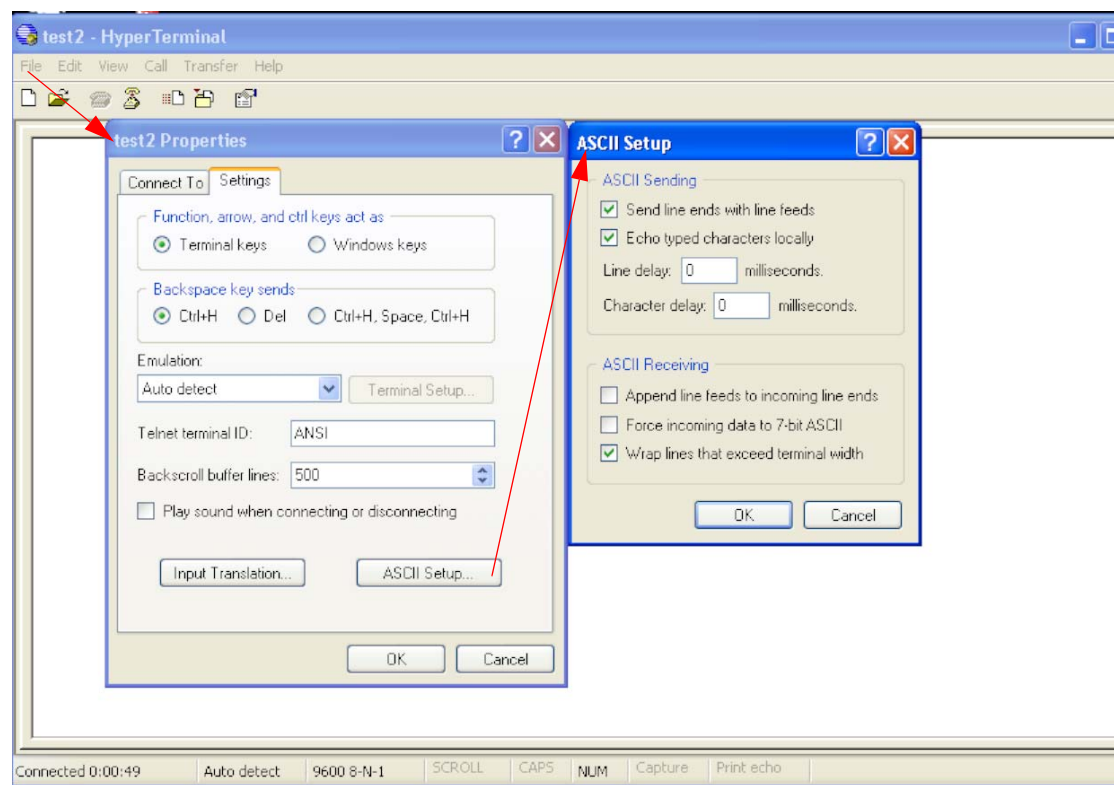 test2 - HyperTerminal
File Edit View Call Transfer Help
test2 Properties
Connect To Settings
Function, arrow, and ctrl keys act as
Terminal keys Windows keys
Backspace key sends
Ctrl+H Del Ctrl+H, Space, Ctrl+H
Emulation:
Auto detect Terminal Setup...
Telnet terminal ID: ANSI
Backscroll buffer lines: 500
Play sound when connecting or disconnecting
Input Translation... ASCII Setup...
OK Cancel
ASCII Setup
ASCII Sending
Send line ends with line feeds
Echo typed characters locally
Line delay: 0 milliseconds.
Character delay: 0 milliseconds.
ASCII Receiving
Append line feeds to incoming line ends
Force incoming data to 7-bit ASCII
Wrap lines that exceed terminal width
OK Cancel
Connected 0:00:49 Auto detect 9600 8-N-1 SCROLL CAPS NUM Capture Print echo